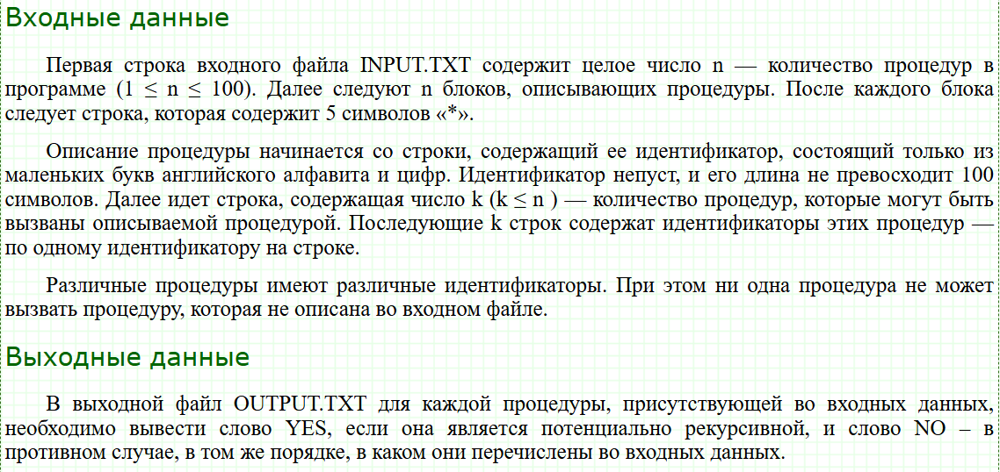 Входные данные
Первая строка входного файла INPUT.TXT содержит целое число n — количество процедур в
программе (1 ≤ n ≤ 100). Далее следуют n блоков, описывающих процедуры. После каждого блока
следует строка, которая содержит 5 символов «*».
Описание процедуры начинается со строки, содержащий ее идентификатор, состоящий только из
маленьких букв английского алфавита и цифр. Идентификатор непуст, и его длина не превосходит 100
символов. Далее идет строка, содержащая число k (k ≤ n ) — количество процедур, которые могут быть
вызваны описываемой процедурой. Последующие k строк содержат идентификаторы этих процедур —
по одному идентификатору на строке.
Различные процедуры имеют различные идентификаторы. При этом ни одна процедура не может
вызвать процедуру, которая не описана во входном файле.
Выходные данные
В выходной файл OUTPUT.TXT для каждой процедуры, присутствующей во входных данных,
необходимо вывести слово YES, если она является потенциально рекурсивной, и слово NO – в
противном случае, в том же порядке, в каком они перечислены во входных данных.